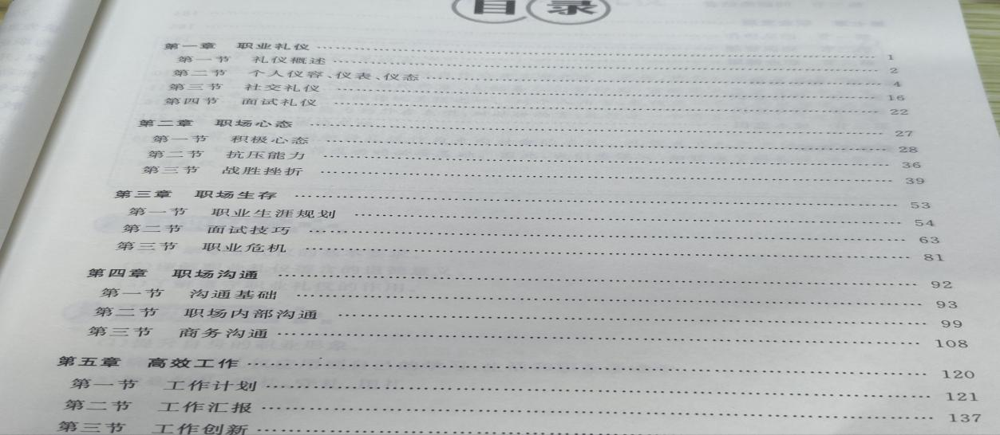 目录
第一章 职业礼仪 1
第一节 礼仪概述 2
第二节 个人仪容、仪表、仪态 4
第三节 社交礼仪 16
第四节 面试礼仪 22
第二章 职场心态 27
第一节 积极心态 28
第二节 抗压能力 36
第三节 战胜挫折 39
第三章 职场生存 53
第一节 职业生涯规划 54
第二节 面试技巧 63
第三节 职业危机 81
第四章 职场沟通 92
第一节 沟通基础 93
第二节 职场内部沟通 99
第三节 商务沟通 108
第五章 高效工作 120
第一节 工作计划 121
第二节 工作汇报 137
第三节 工作创新